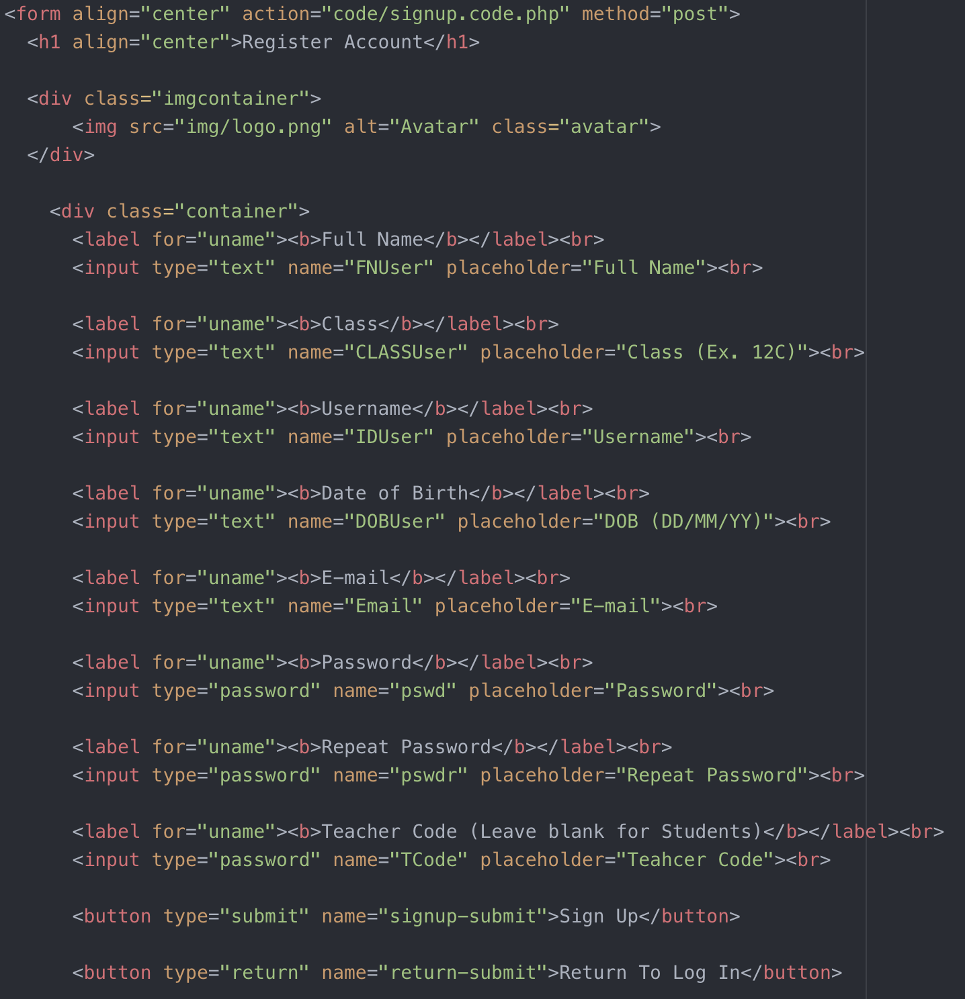 <form align="center" action="code/signup.code.php" method="post">
<h1 align="center">Register Account</h1>
<div class="imgcontainer">
<img src="img/logo.png" alt="Avatar" class="avatar">
</div>
<div class="container">
<label for="uname"><b>Full Name</b></label><br>
<input type="text" name="FNUser" placeholder="Full Name"><br>
<label for="uname"><b>Class</b></label><br>
<input type="text" name="CLASSUser" placeholder="Class (Ex. 12C)"><br>
<label for="uname"><b>Username</b></label><br>
<input type="text" name="IDUser" placeholder="Username"><br>
<label for="uname"><b>Date of Birth</b></label><br>
<input type="text" name="DOBUser" placeholder="DOB (DD/MM/YY)"><br>
<label for="uname"><b>E-mail</b></label><br>
<input type="text" name="Email" placeholder="E-mail"><br>
<label for="uname"><b>Password</b></label><br>
<input type="password" name="pswd" placeholder="Password"><br>
<label for="uname"><b>Repeat Password</b></label><br>
<input type="password" name="pswdr" placeholder="Repeat Password"><br>
<label for="uname"><b>Teacher Code (Leave blank for Students)</b></label><br>
<input type="password" name="TCode" placeholder="Teahcer Code"><br>
<button type="submit" name="signup-submit">Sign Up</button>
<button type="return" name="return-submit">Return To Log In</button>